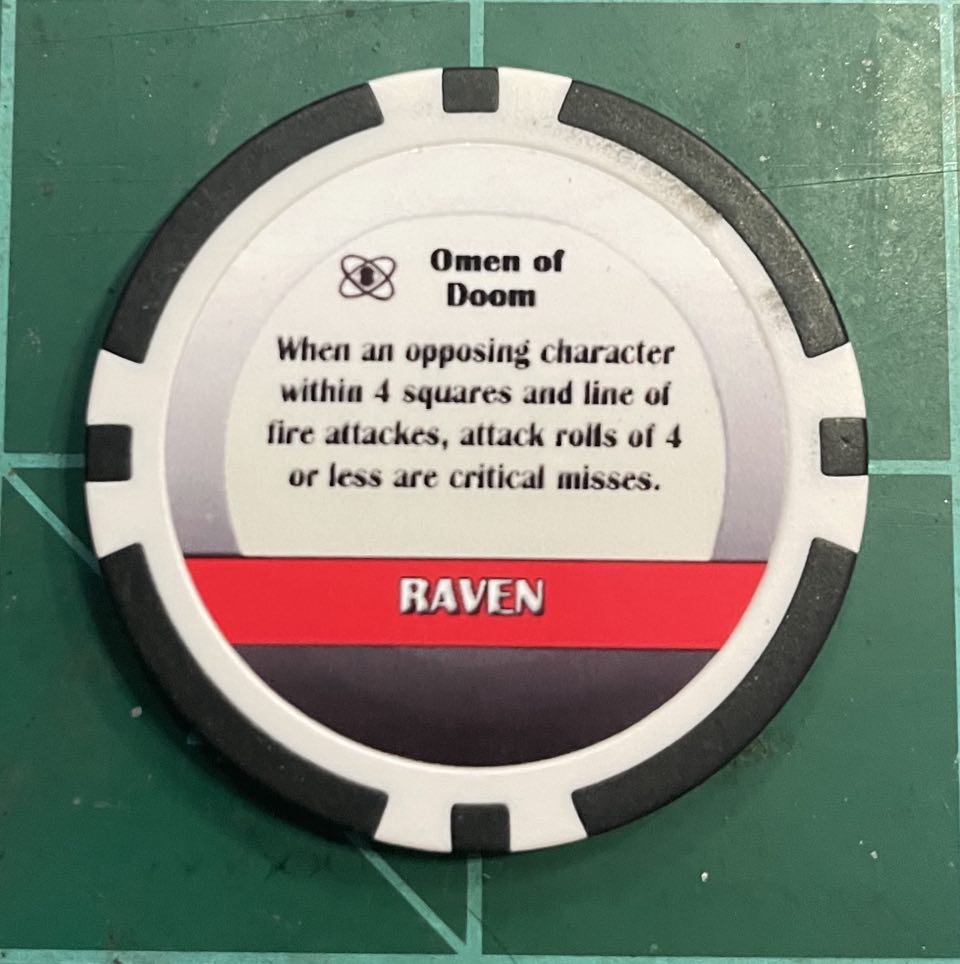 Omen of
Doom
When an opposing character
within 4 squares and line of
fire attackes, attack rolls of 4
or less are critical misses.
RAVEN